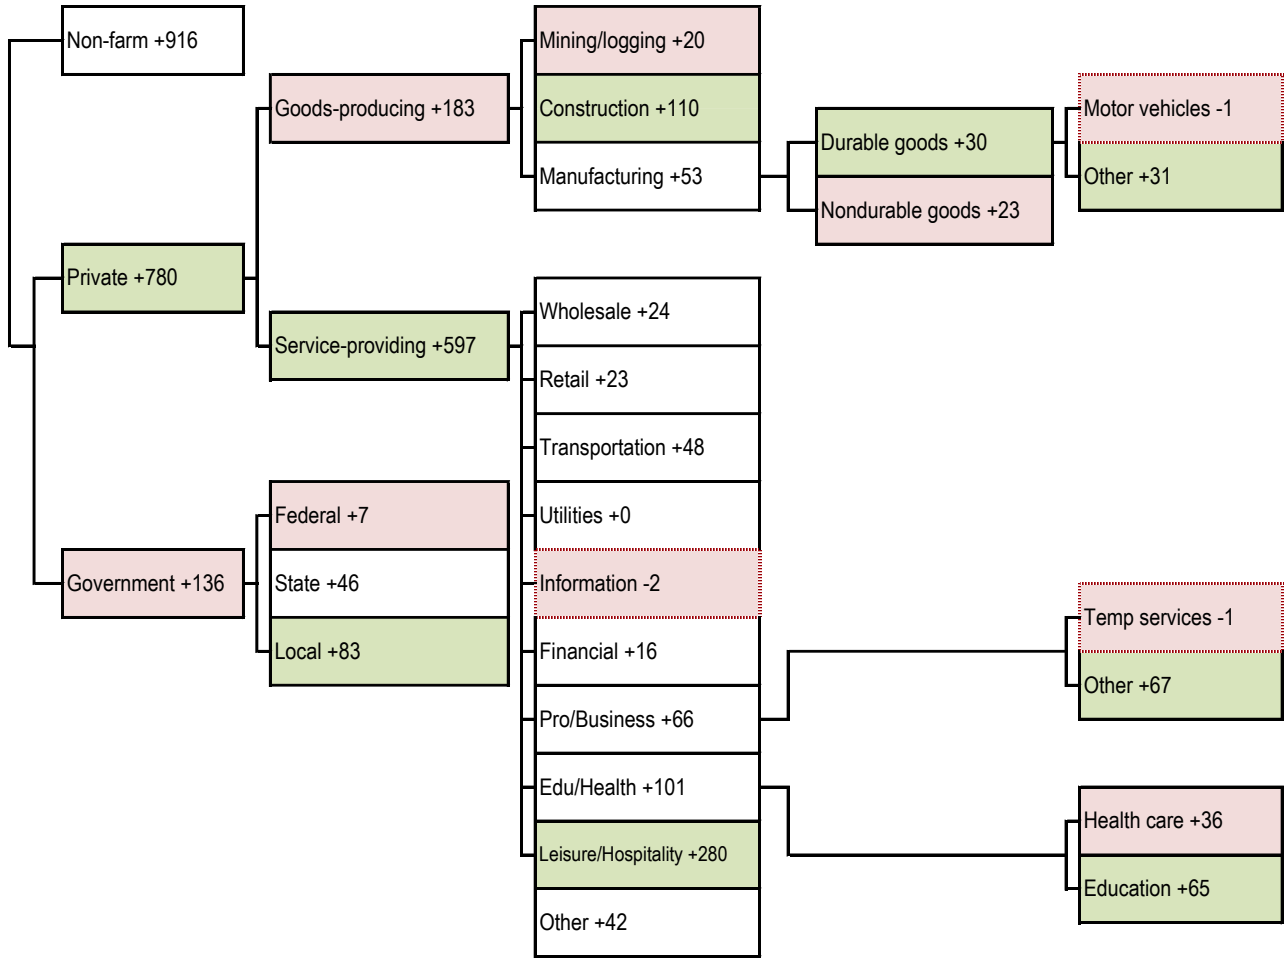 Non-farm +916
Private +780
Government +136
Goods-producing +183
Service-providing +597
Federal +7
State +46
Local +83
Mining/logging +20
Construction +110
Manufacturing +53
Wholesale +24
Retail +23
Transportation +48
Utilities +0
Information -2
Financial +16
Pro/Business +66
Edu/Health +101
Leisure/Hospitality +280
Other +42
Durable goods +30
Nondurable goods +23
Motor vehicles -1
Other +31
Temp services -1
Other +67
Health care +36
Education +65